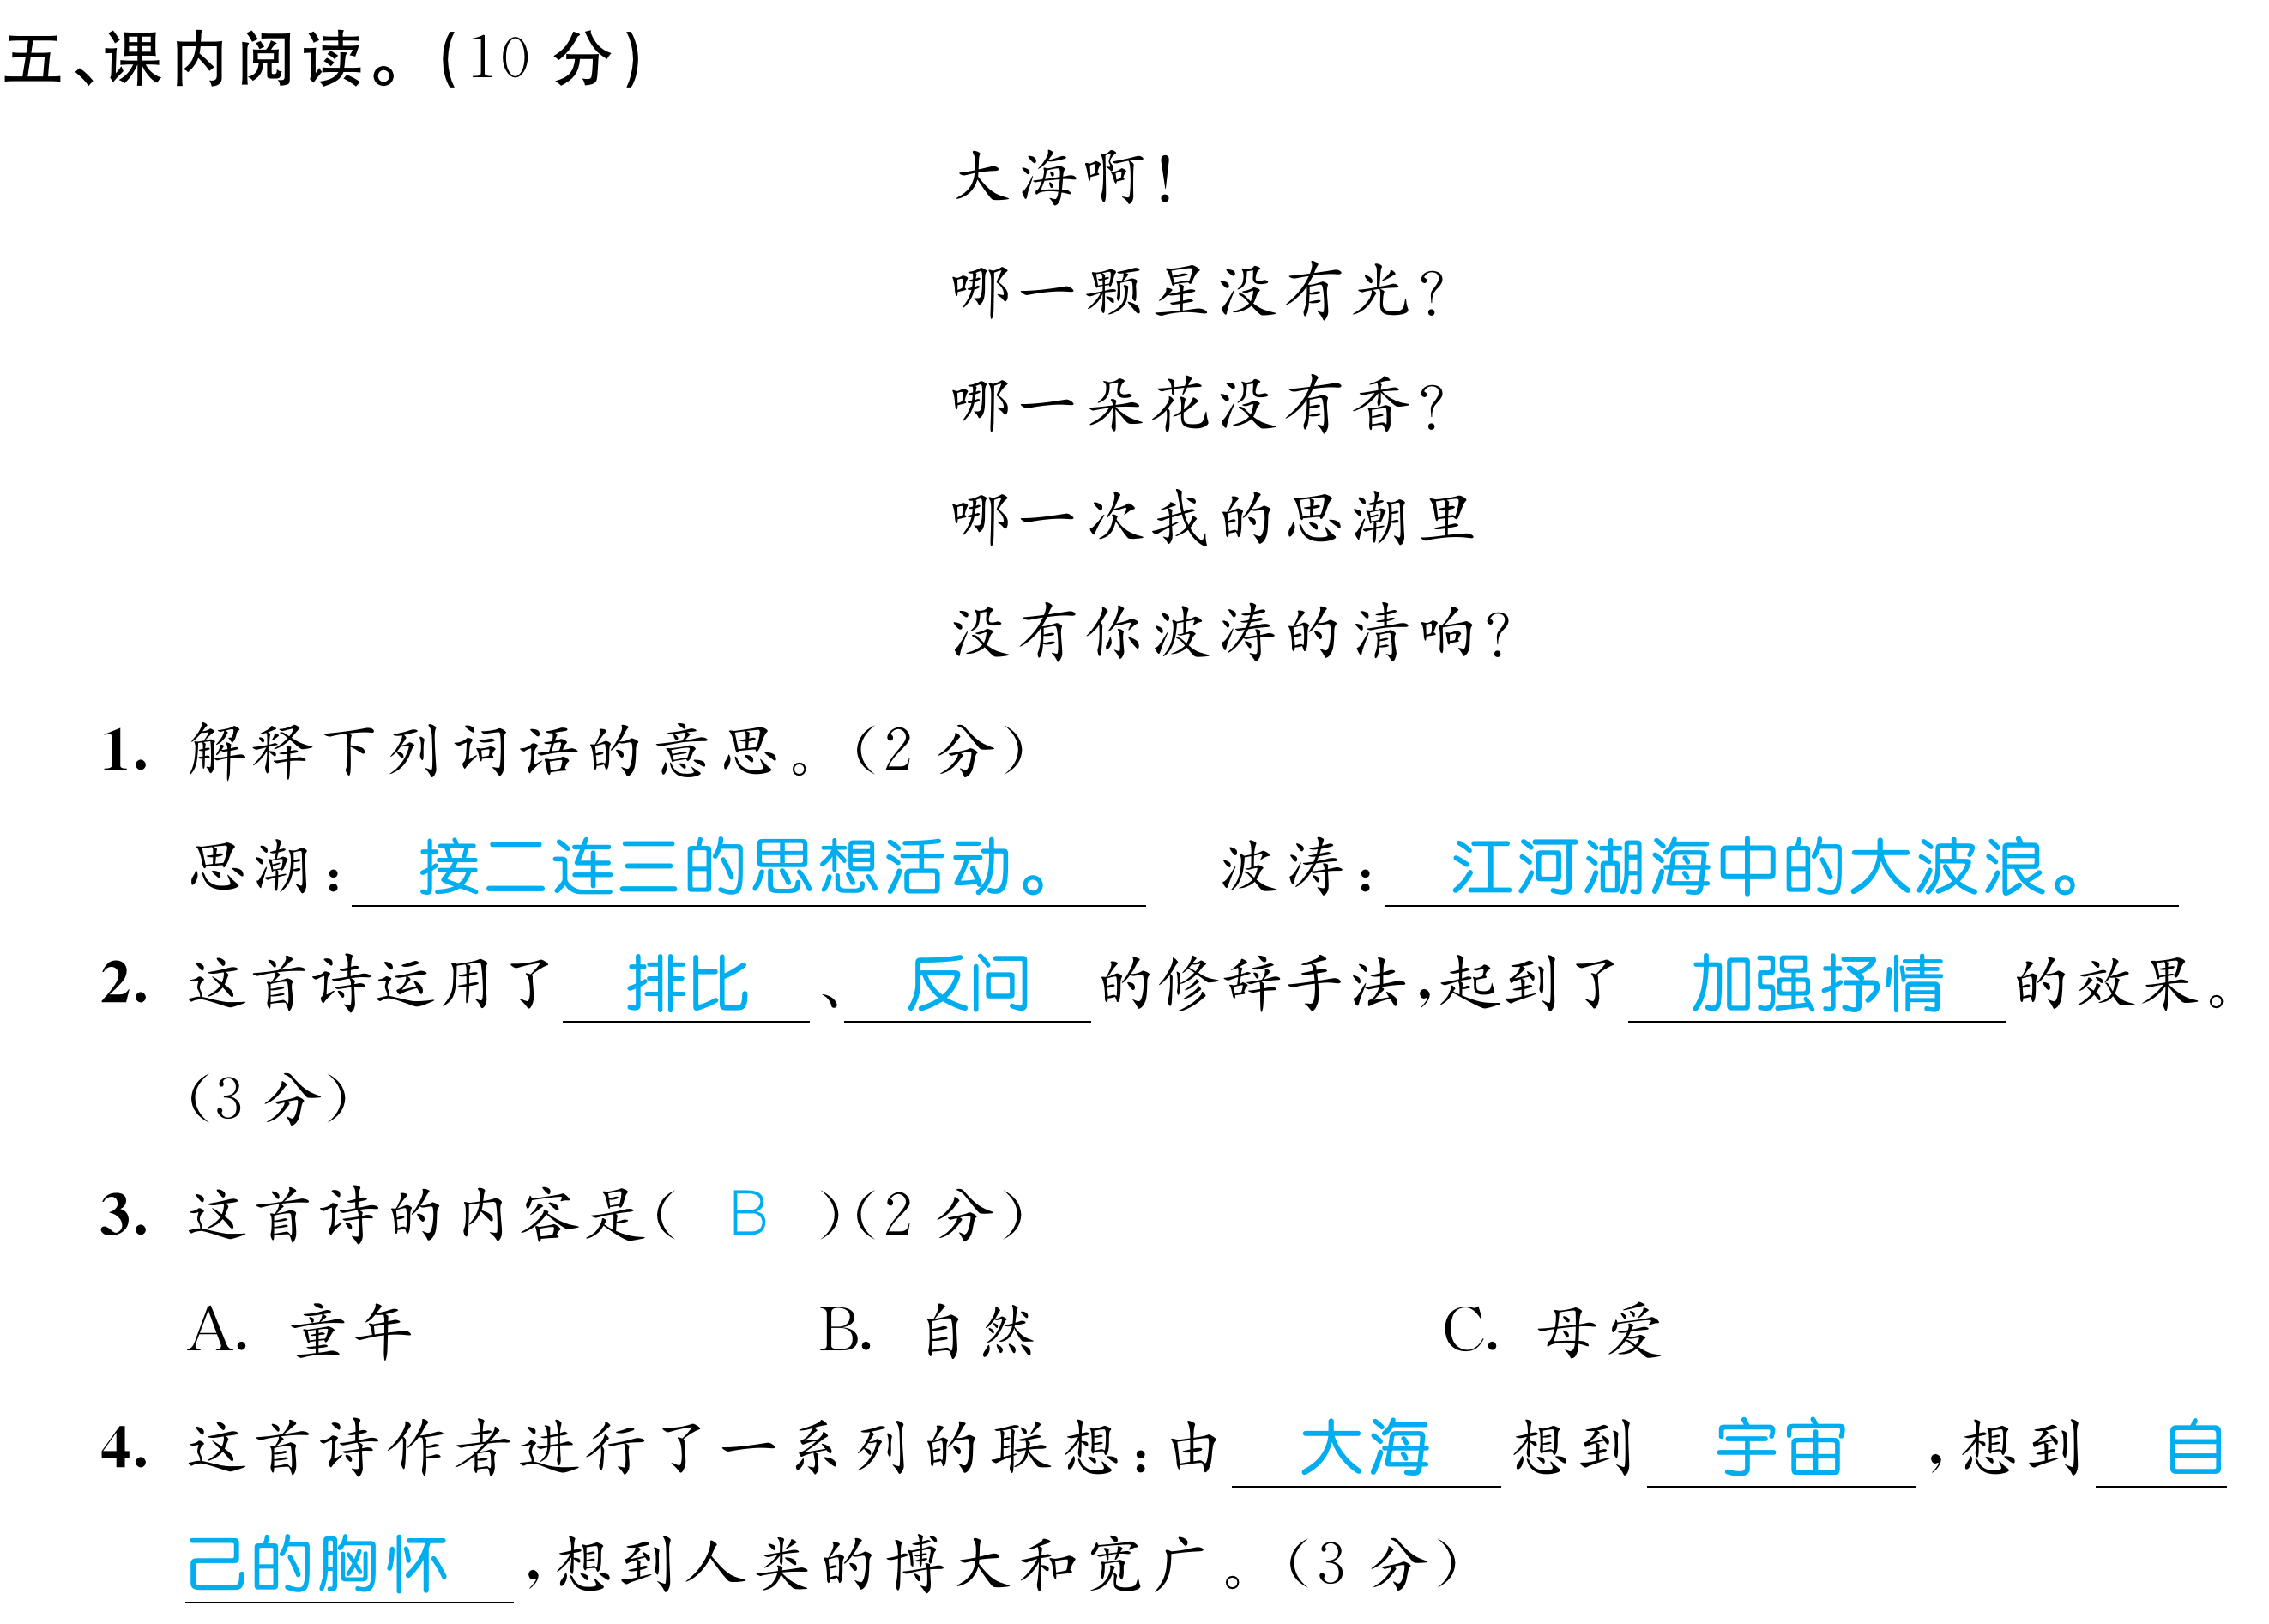 五、课内阅读。(10 分)
大海啊!
哪一颗星没有光?
哪一朵花没有香?
哪一次我的思潮里
没有你波涛的清响?
1. 解释下列词语的意思。(2 分)
思潮: 接二连三的思想活动。 波涛: 江河湖海中的大波浪。
2. 这首诗运用了 排比 、 反问 的修辞手法,起到了 加强抒情 的效果。
(3 分)
3. 这首诗的内容是( B )(2 分)
A. 童年 B. 自然 C. 母爱
4. 这首诗作者进行了一系列的联想:由 大海 想到 宇宙 ,想到 自
己的胸怀 ,想到人类的博大和宽广。(3 分)